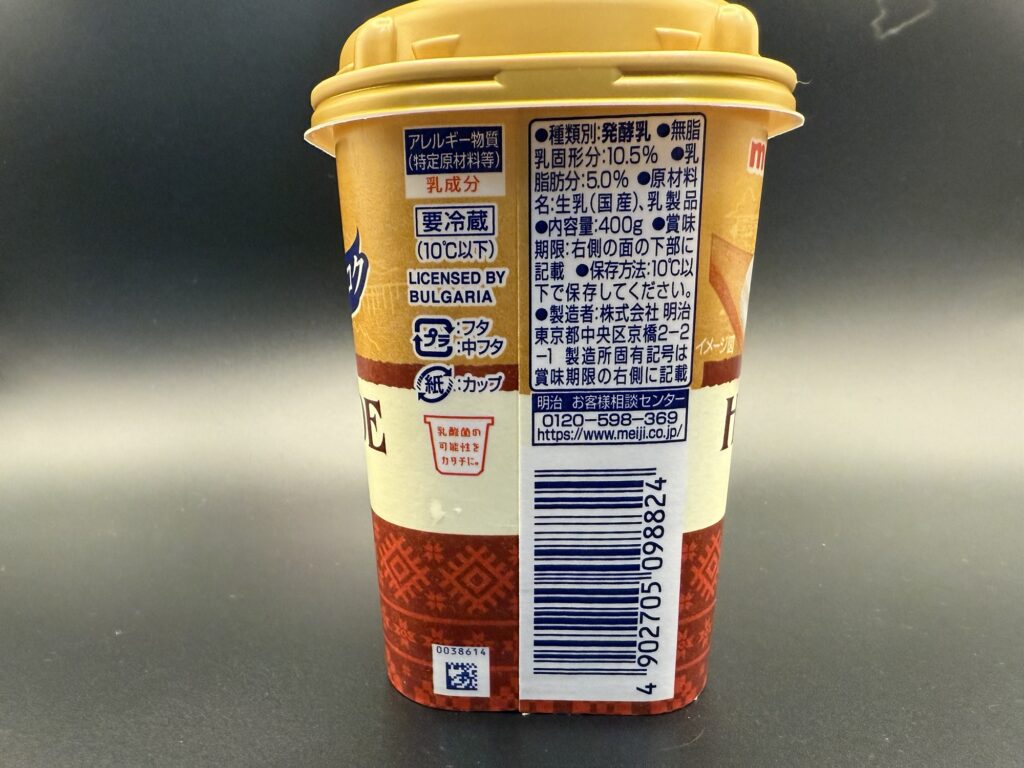 アレルギー物質
(特定原材料等)
乳成分
要冷蔵
(10℃以下)
LICENSED BY
BULGARIA
プラ:フタ
:中フタ
紙:カップ
乳酸菌の
可能性を
カタチに。
0038614
●種類別:発酵乳 ●無脂
乳固形分:10.5% ●乳
脂肪分:5.0% ●原材料
名:生乳(国産)、乳製品
●内容量:400g ●賞味
期限:右側の面の下部に
記載 ●保存方法:10℃以
下で保存してください。
●製造者:株式会社 明治
東京都中央区京橋2-2
-1 製造所固有記号は
賞味期限の右側に記載
明治 お客様相談センター
0120-598-369
https://www.meiji.co.jp/
4 902705 098824
イメージ図